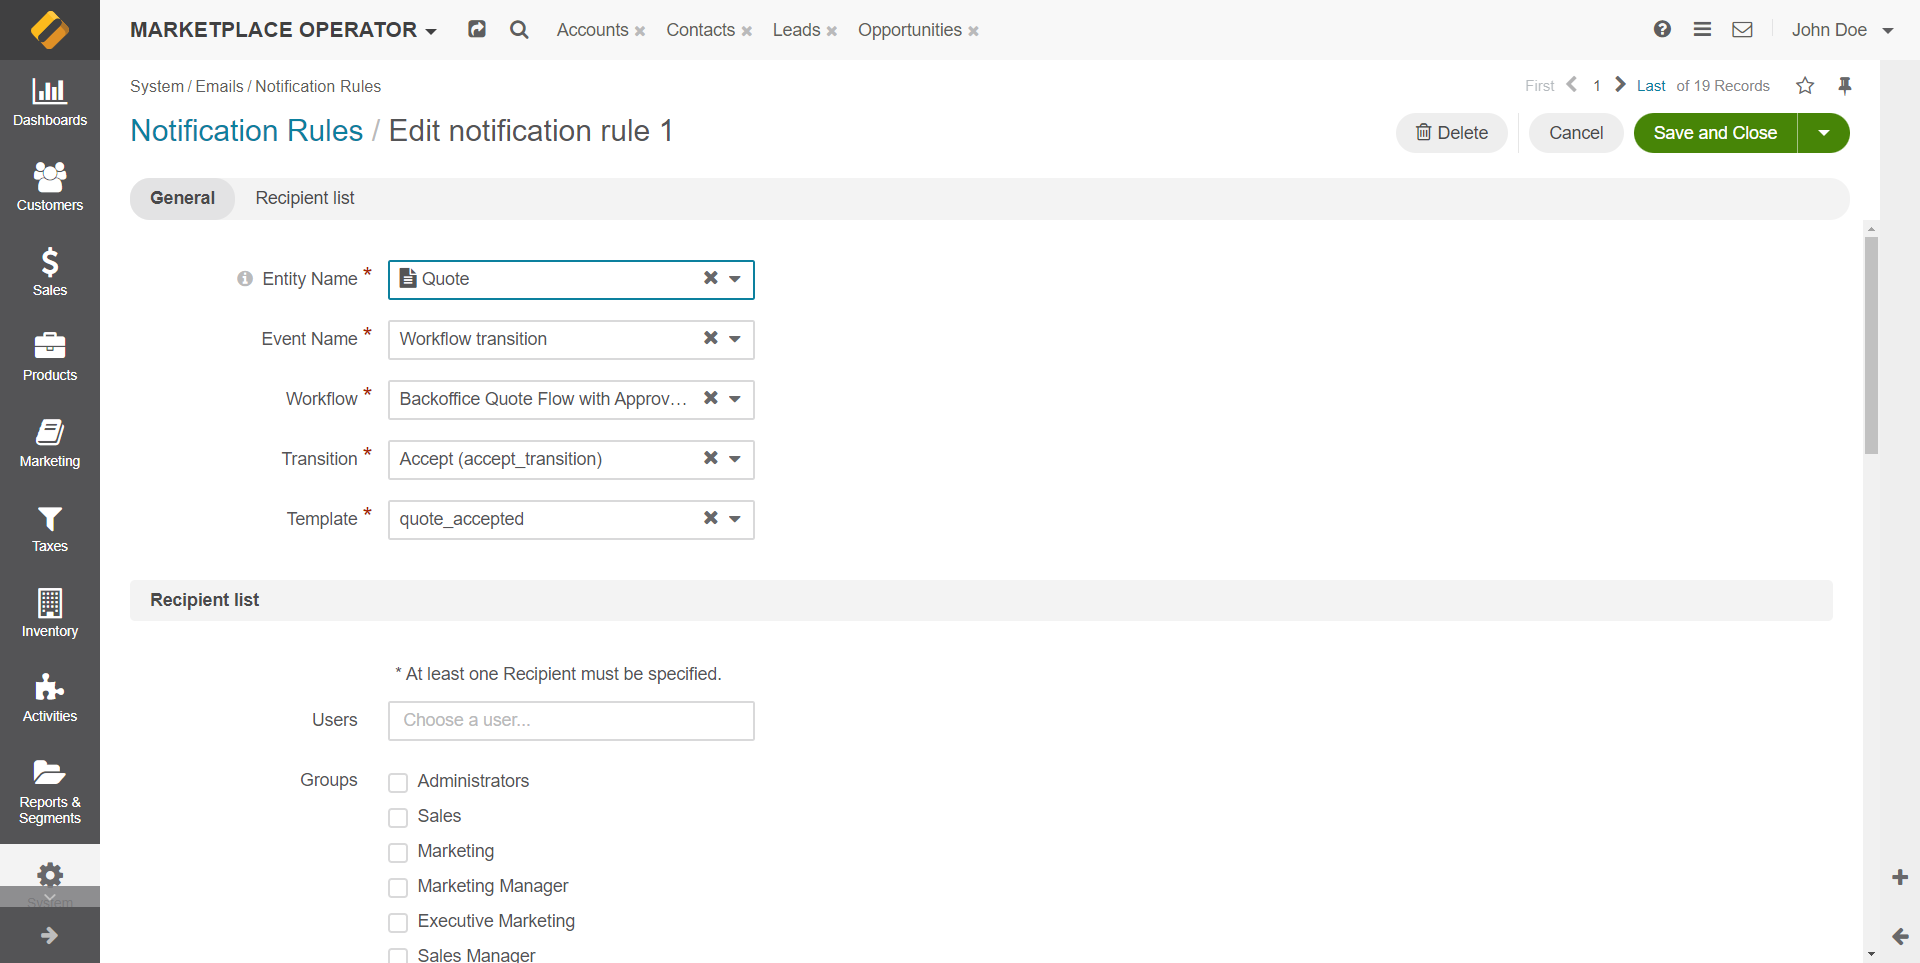 MARKETPLACE OPERATOR
Accounts
Contacts
Leads
Opportunities
John Doe
Dashboards
Customers
Sales
Products
Marketing
Taxes
Inventory
Activities
Reports &
Segments
System
System / Emails / Notification Rules
First 1 Last of 19 Records
Notification Rules / Edit notification rule 1
Delete
Cancel
Save and Close
General
Recipient list
Entity Name *
Quote
Event Name *
Workflow transition
Workflow *
Backoffice Quote Flow with Approv...
Transition *
Accept (accept_transition)
Template *
quote_accepted
Recipient list
* At least one Recipient must be specified.
Users
Choose a user...
Groups
Administrators
Sales
Marketing
Marketing Manager
Executive Marketing
Sales Manager